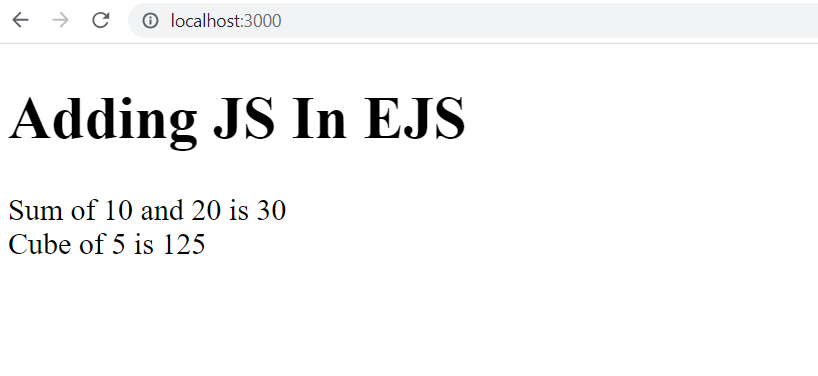 localhost:3000
Adding JS In EJS
Sum of 10 and 20 is 30
Cube of 5 is 125